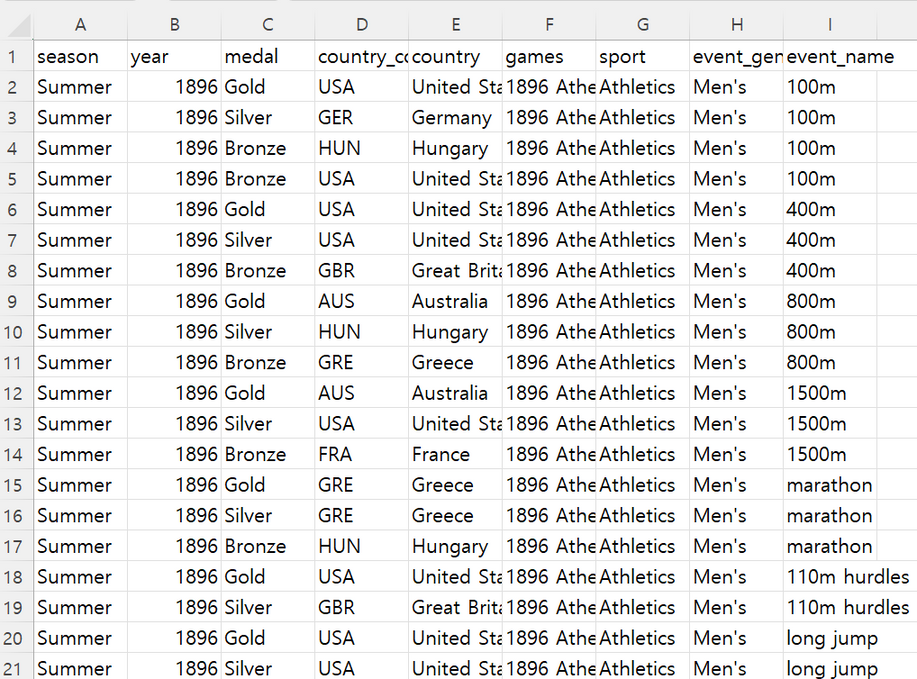 A B C D E F G H I
1 season year medal country_cc country games sport event_gen event_name
2 Summer 1896 Gold USA United Sta 1896 Athe Athletics Men's 100m
3 Summer 1896 Silver GER Germany 1896 Athe Athletics Men's 100m
4 Summer 1896 Bronze HUN Hungary 1896 Athe Athletics Men's 100m
5 Summer 1896 Bronze USA United Sta 1896 Athe Athletics Men's 100m
6 Summer 1896 Gold USA United Sta 1896 Athe Athletics Men's 400m
7 Summer 1896 Silver USA United Sta 1896 Athe Athletics Men's 400m
8 Summer 1896 Bronze GBR Great Brita 1896 Athe Athletics Men's 400m
9 Summer 1896 Gold AUS Australia 1896 Athe Athletics Men's 800m
10 Summer 1896 Silver HUN Hungary 1896 Athe Athletics Men's 800m
11 Summer 1896 Bronze GRE Greece 1896 Athe Athletics Men's 800m
12 Summer 1896 Gold AUS Australia 1896 Athe Athletics Men's 1500m
13 Summer 1896 Silver USA United Sta 1896 Athe Athletics Men's 1500m
14 Summer 1896 Bronze FRA France 1896 Athe Athletics Men's 1500m
15 Summer 1896 Gold GRE Greece 1896 Athe Athletics Men's marathon
16 Summer 1896 Silver GRE Greece 1896 Athe Athletics Men's marathon
17 Summer 1896 Bronze HUN Hungary 1896 Athe Athletics Men's marathon
18 Summer 1896 Gold USA United Sta 1896 Athe Athletics Men's 110m hurdles
19 Summer 1896 Silver GBR Great Brita 1896 Athe Athletics Men's 110m hurdles
20 Summer 1896 Gold USA United Sta 1896 Athe Athletics Men's long jump
21 Summer 1896 Silver USA United Sta 1896 Athe Athletics Men's long jump